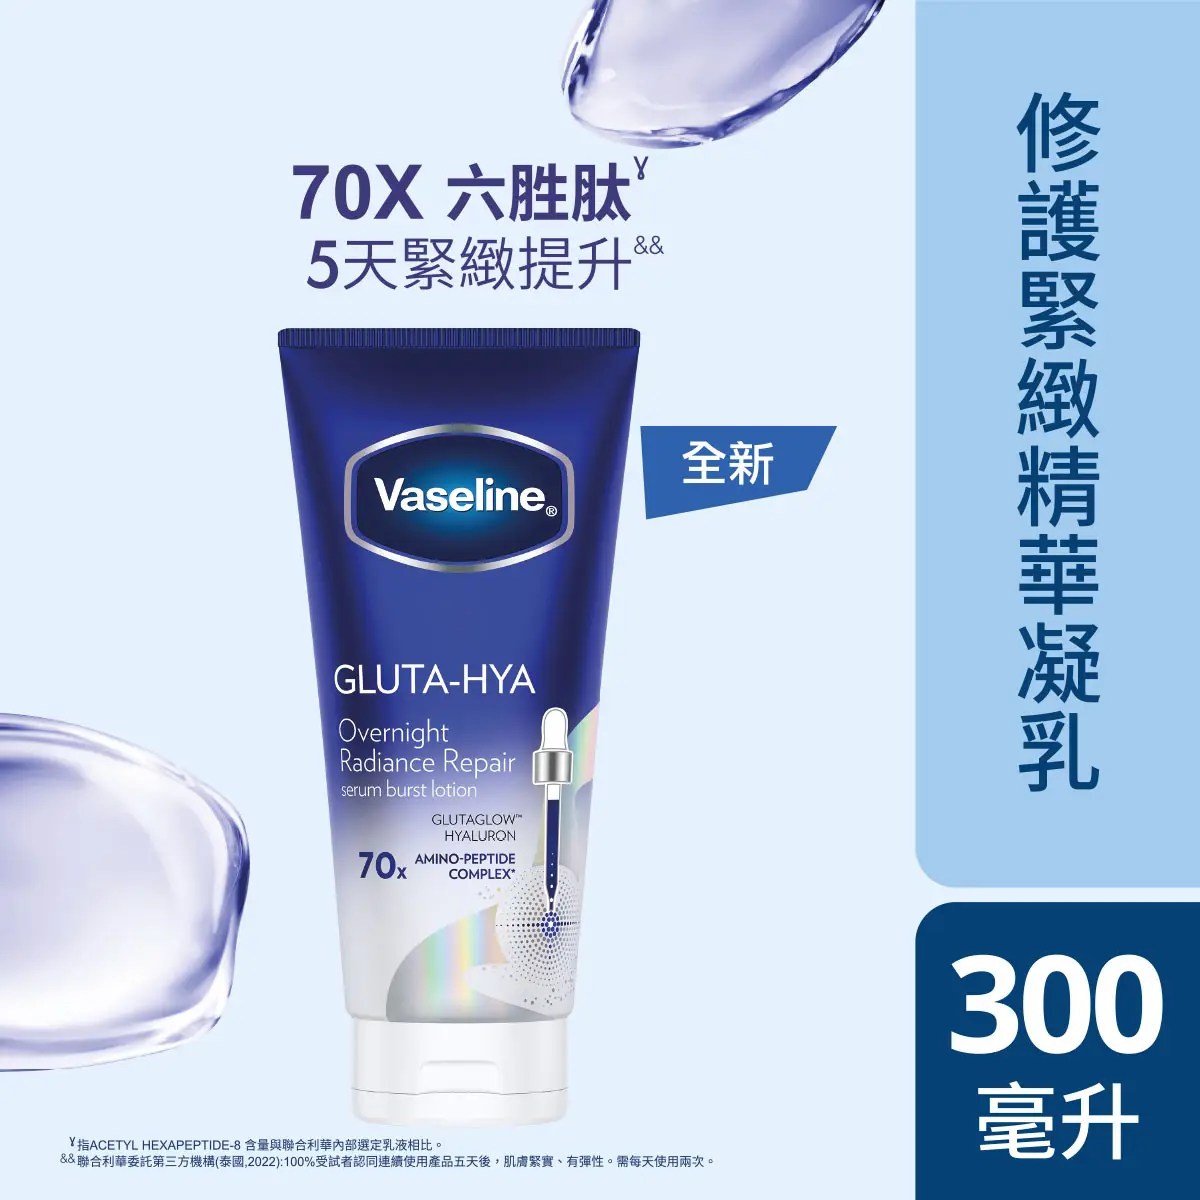 70X 六胜肽Ɣ
5天緊緻提升&&
全新
Vaseline®
GLUTA-HYA
Overnight
Radiance Repair
serum burst lotion
GLUTAGLOW™
HYALURON
70x AMINO-PEPTIDE
COMPLEX*
修護緊緻精華凝乳
300
毫升
Ɣ指ACETYL HEXAPEPTIDE-8 含量與聯合利華內部選定乳液相比。
&&聯合利華委託第三方機構(泰國,2022):100%受試者認同連續使用產品五天後，肌膚緊實、有彈性。需每天使用兩次。